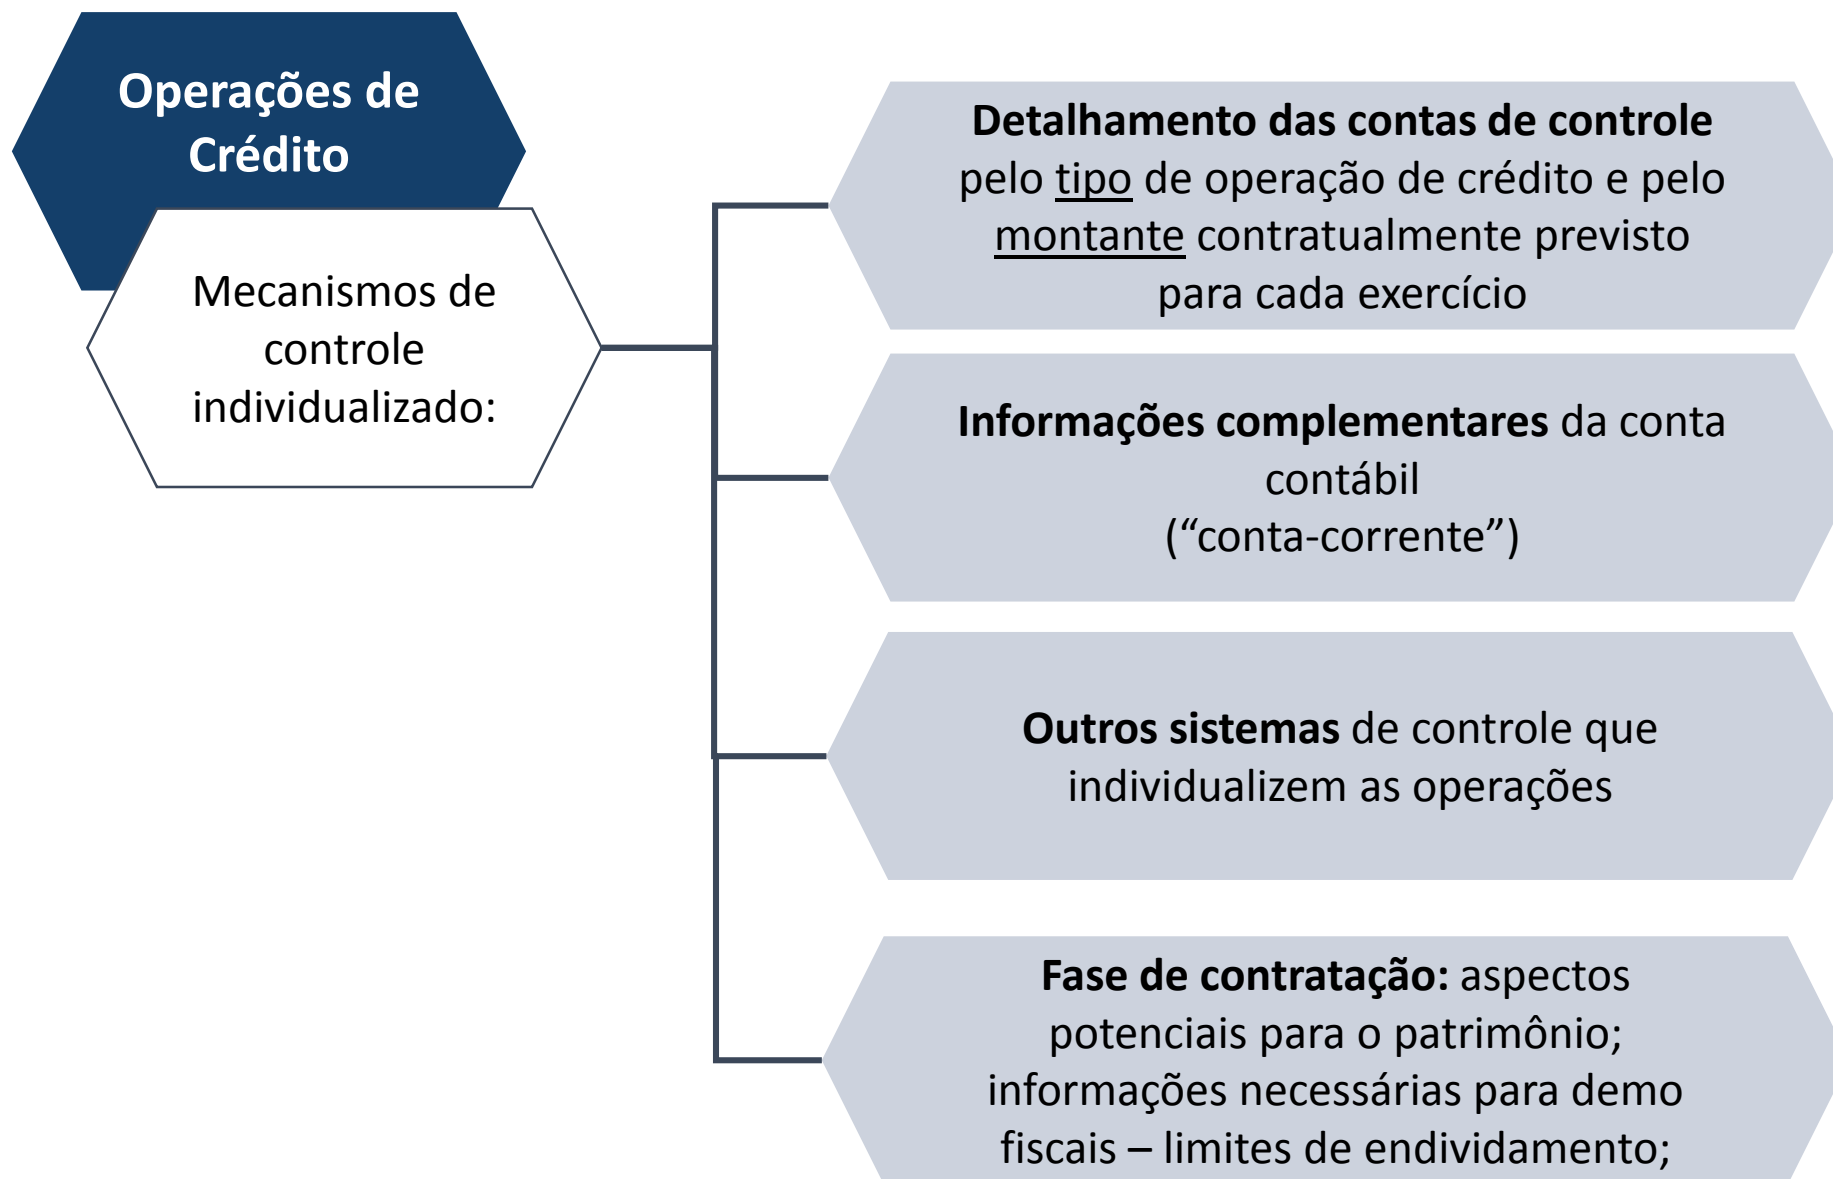 Operações de
Crédito
Mecanismos de
controle
individualizado:
Detalhamento das contas de controle
pelo tipo de operação de crédito e pelo
montante contratualmente previsto
para cada exercício
Informações complementares da conta
contábil
(“conta-corrente”)
Outros sistemas de controle que
individualizem as operações
Fase de contratação: aspectos
potenciais para o patrimônio;
informações necessárias para demo
fiscais – limites de endividamento;